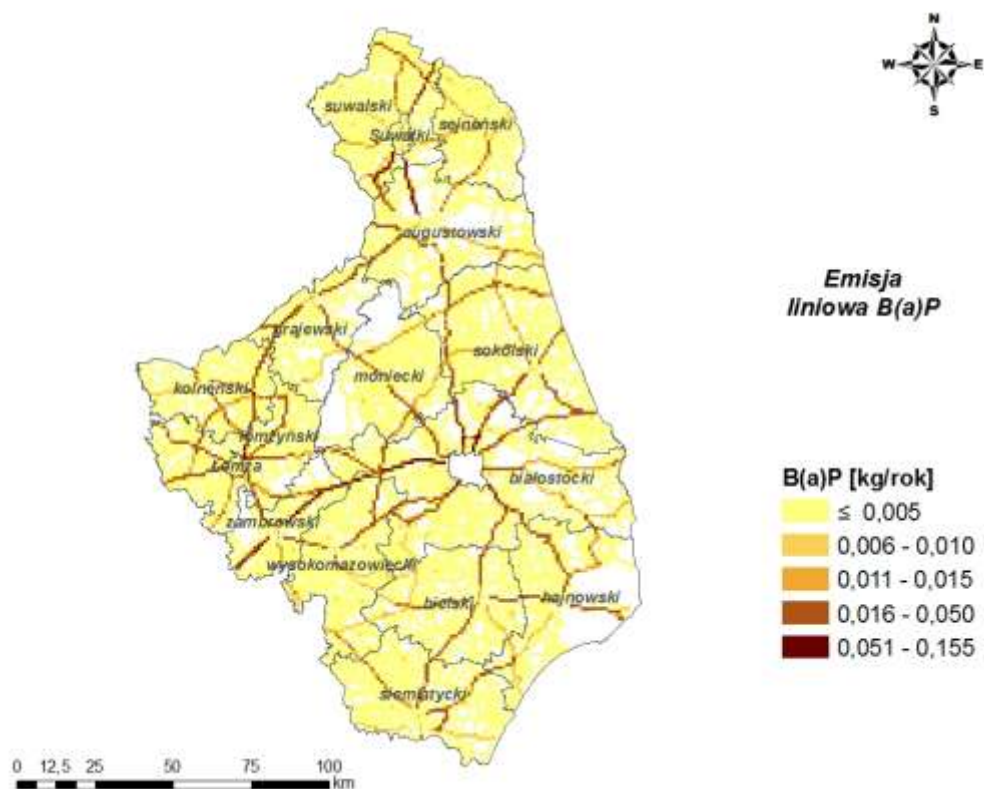 N
W E
S
suwalski
Suwałki
sejneński
augustowski
Emisja
liniowa B(a)P
grajewski
sokólski
moniecki
kolneński
łomżyński
Łomża
białostocki
zambrowski
wysokomazowiecki
bielski
hajnowski
siemiatycki
B(a)P [kg/rok]
≤ 0,005
0,006 - 0,010
0,011 - 0,015
0,016 - 0,050
0,051 - 0,155
0 12,5 25 50 75 100
km